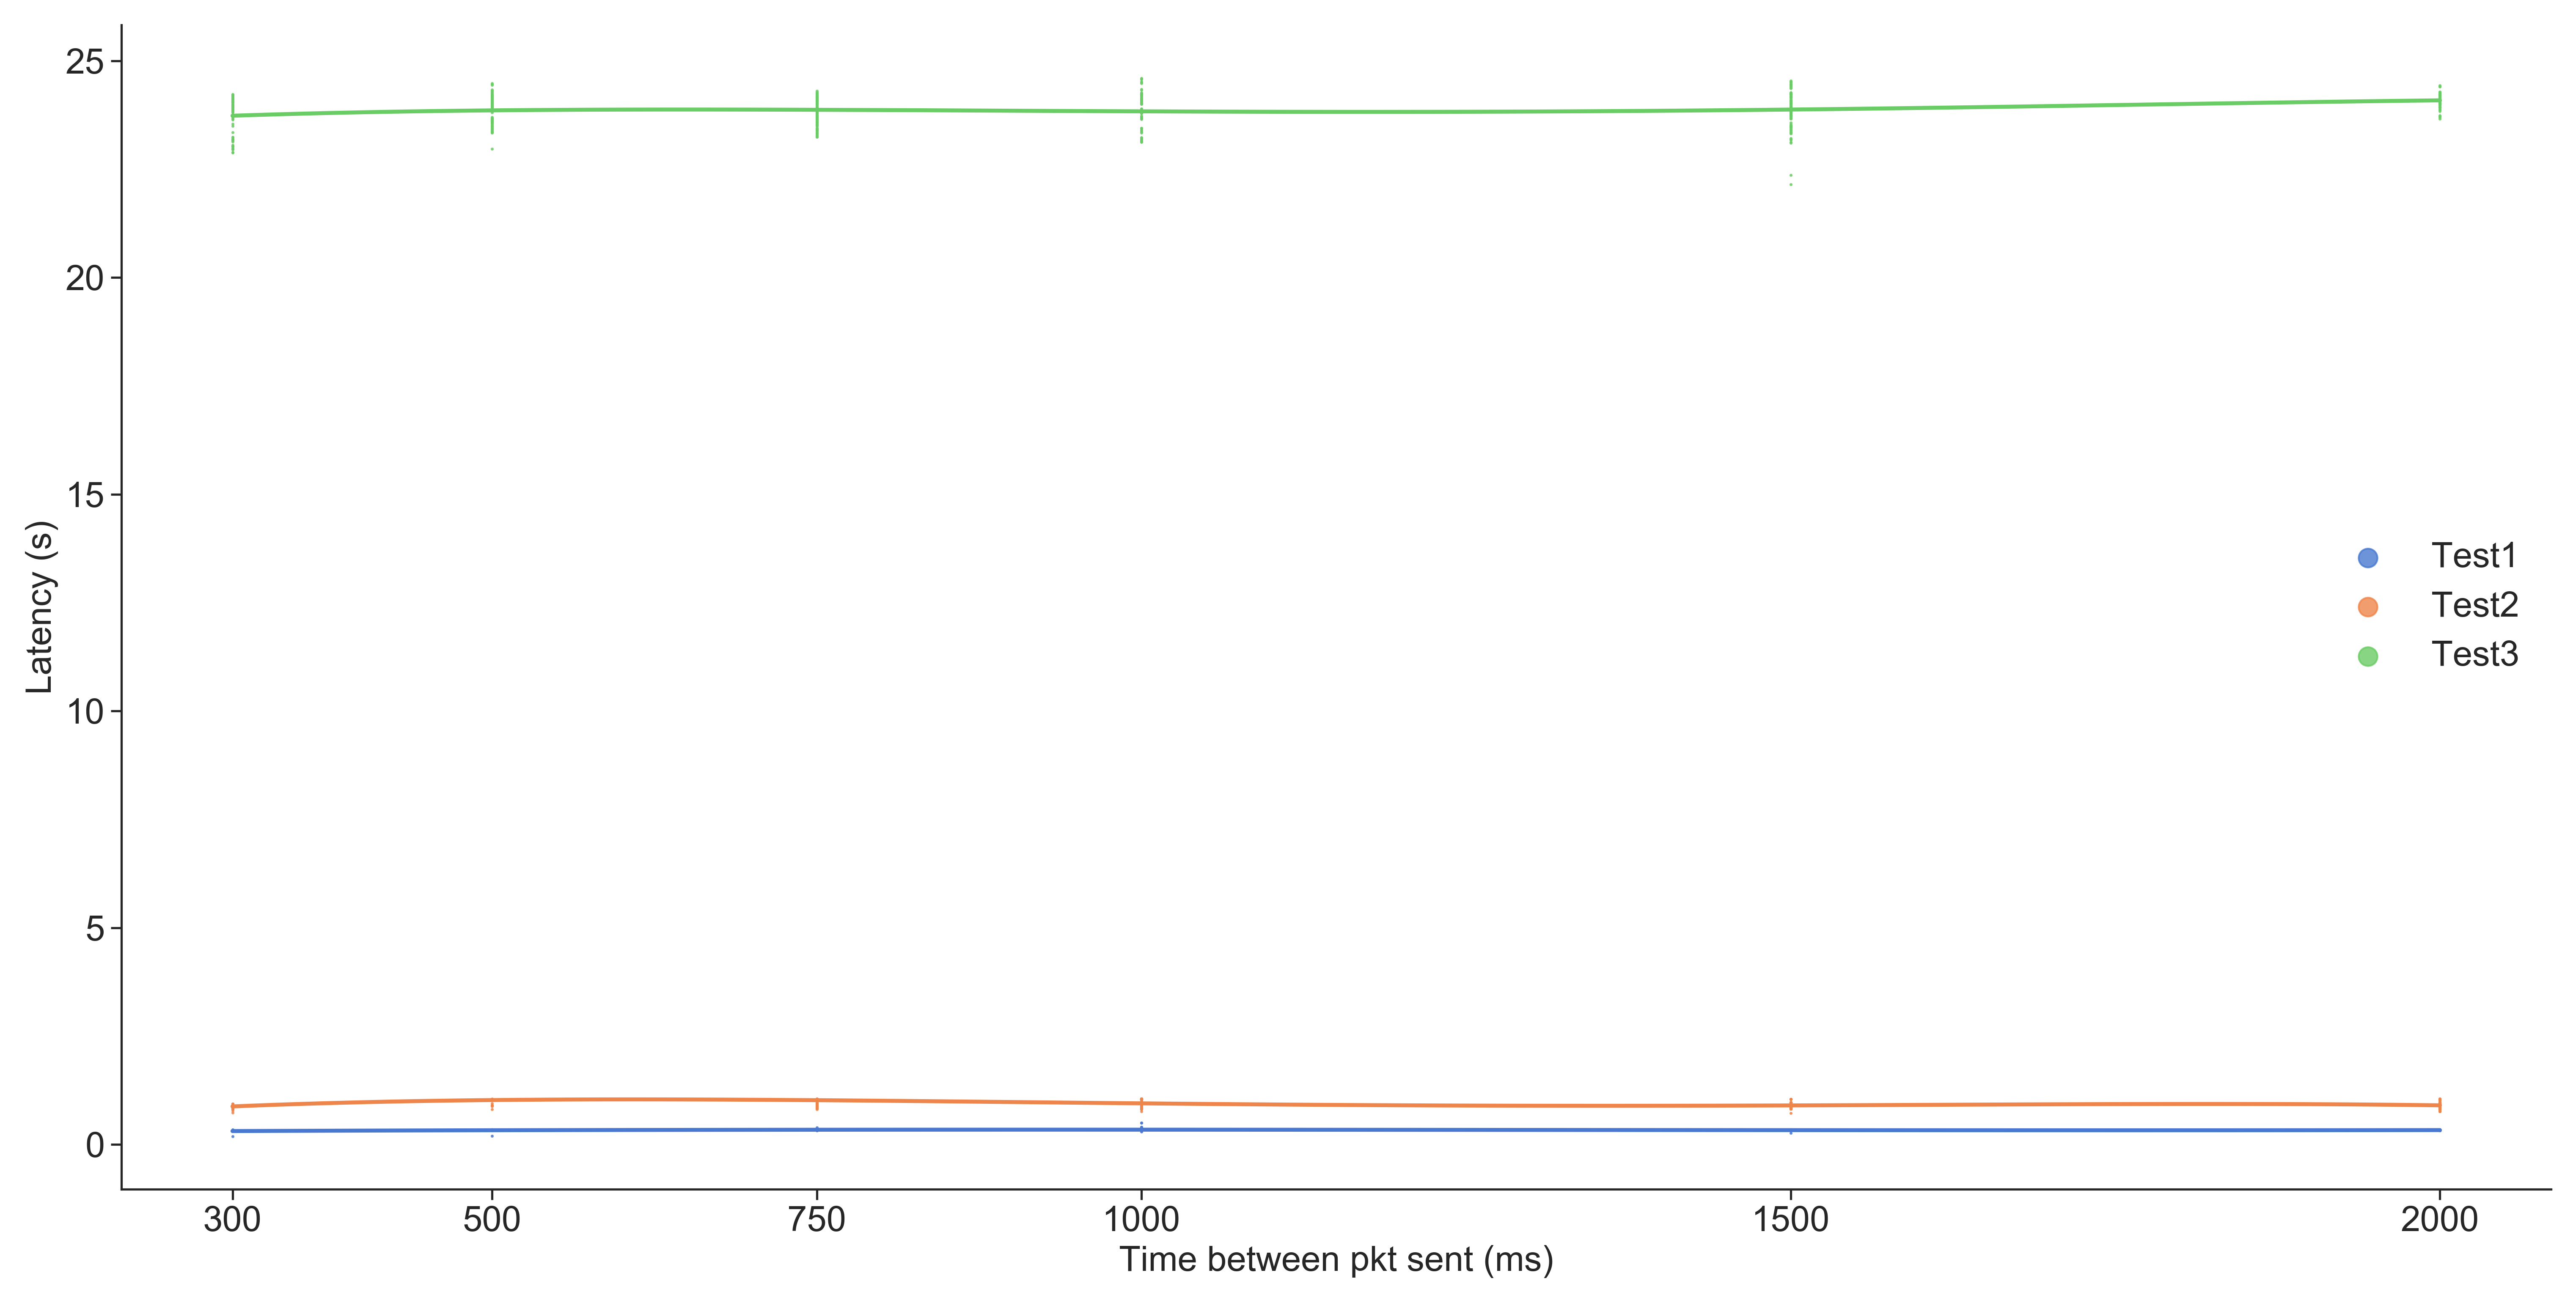 Latency (s)
25
20
15
10
5
0
Test1
Test2
Test3
300 500 750 1000 1500 2000
Time between pkt sent (ms)